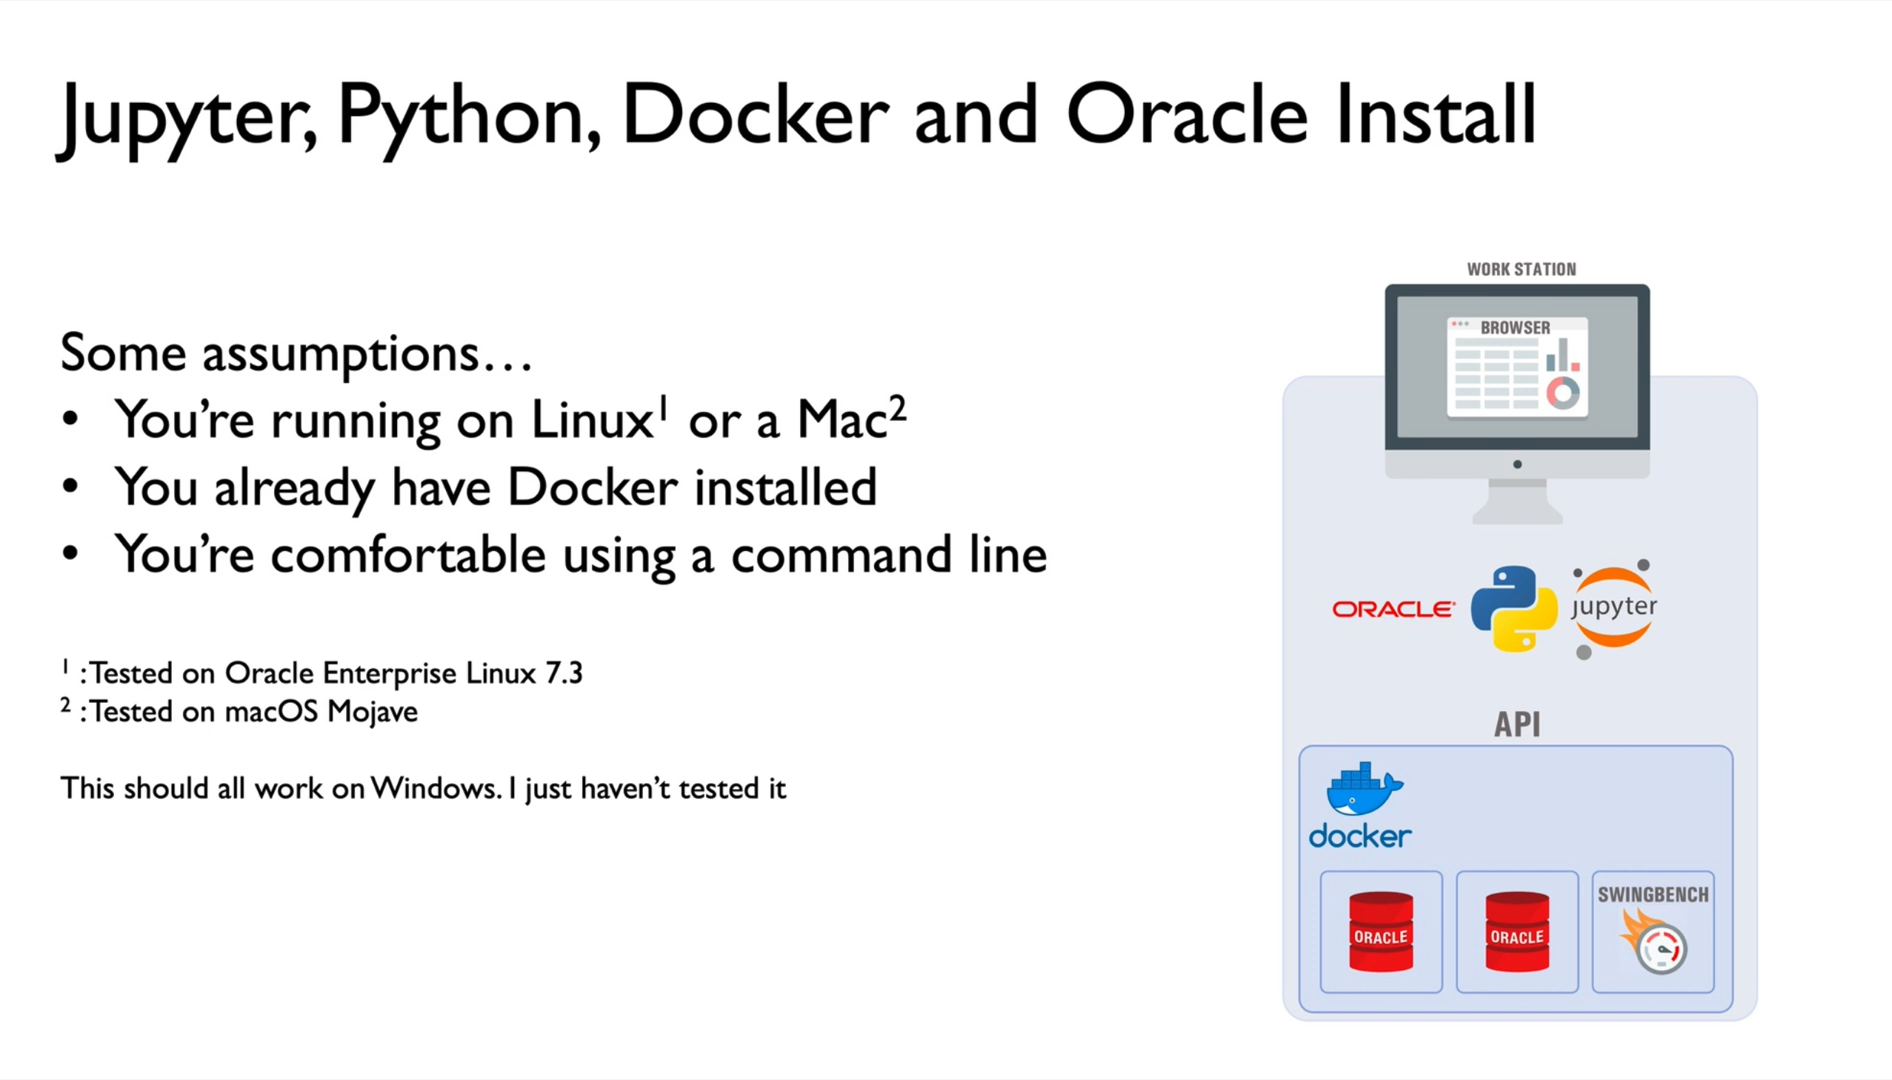 Jupyter, Python, Docker and Oracle Install
Some assumptions…
• You’re running on Linux¹ or a Mac²
• You already have Docker installed
• You’re comfortable using a command line
¹ : Tested on Oracle Enterprise Linux 7.3
² : Tested on macOS Mojave
This should all work on Windows. I just haven’t tested it
WORK STATION
BROWSER
ORACLE
jupyter
API
docker
SWINGBENCH
ORACLE
ORACLE